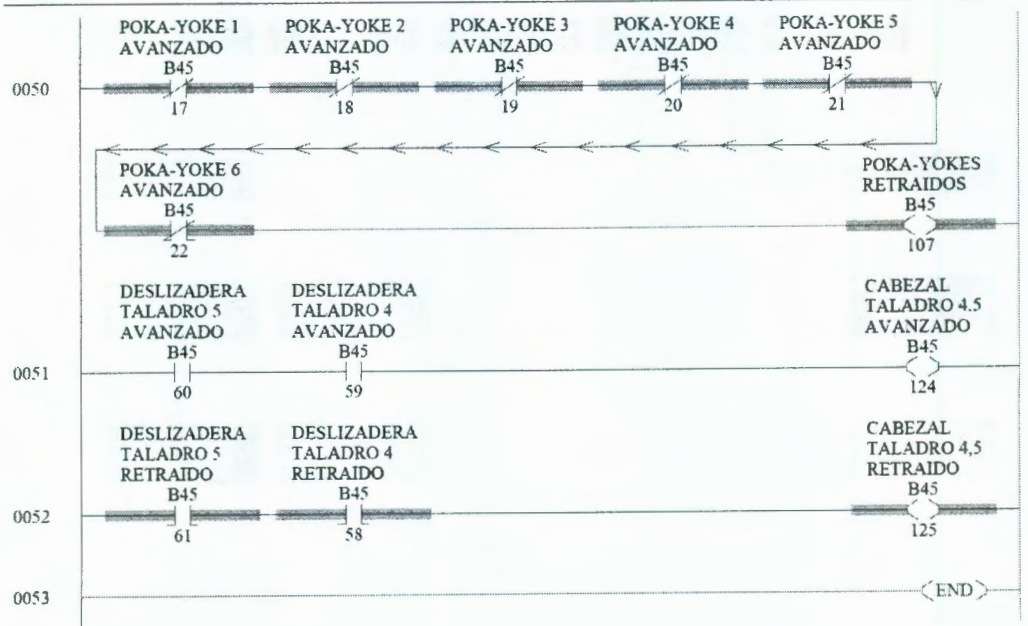 POKA-YOKE 1
AVANZADO
B45
17
POKA-YOKE 2
AVANZADO
B45
18
POKA-YOKE 3
AVANZADO
B45
19
POKA-YOKE 4
AVANZADO
B45
20
POKA-YOKE 5
AVANZADO
B45
21
0050
POKA-YOKE 6
AVANZADO
B45
22
POKA-YOKES
RETRAIDOS
B45
107
DESLIZADERA
TALADRO 5
AVANZADO
B45
60
DESLIZADERA
TALADRO 4
AVANZADO
B45
59
CABEZAL
TALADRO 4.5
AVANZADO
B45
124
0051
DESLIZADERA
TALADRO 5
RETRAIDO
B45
61
DESLIZADERA
TALADRO 4
RETRAIDO
B45
58
CABEZAL
TALADRO 4,5
RETRAIDO
B45
125
0052
0053
END